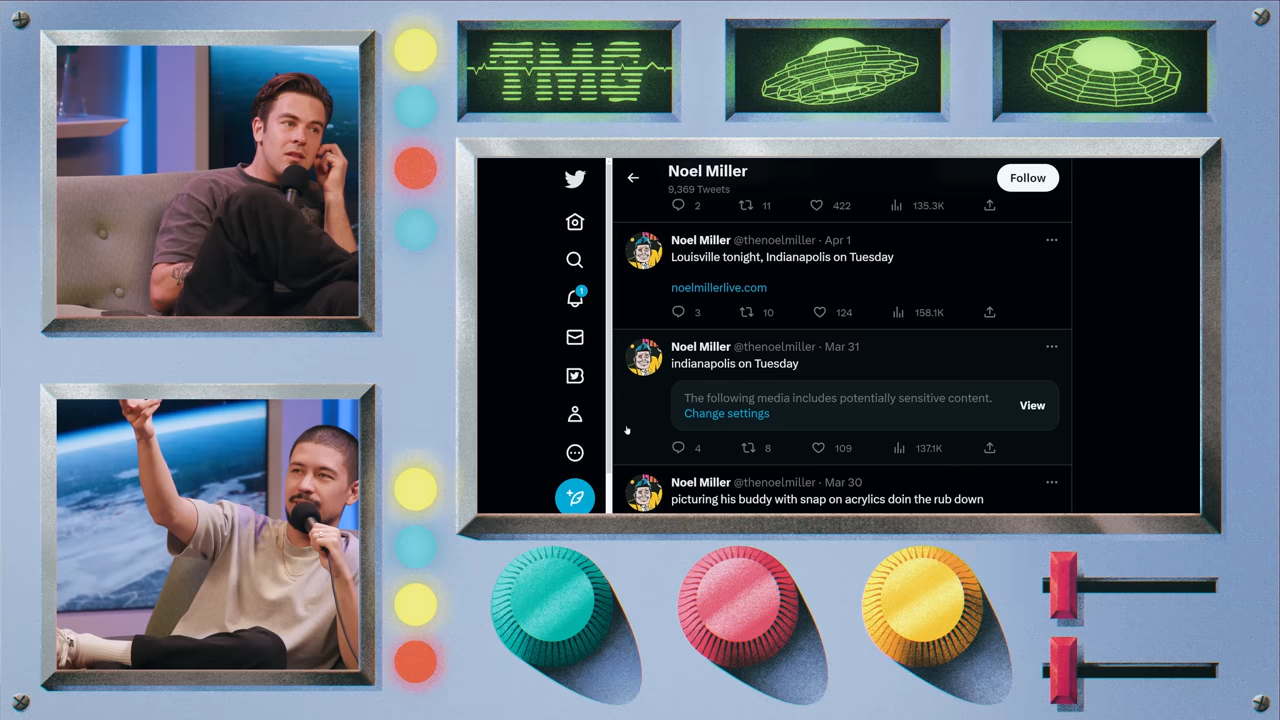 TMG
Noel Miller
9,369 Tweets
Follow
2 11 422 135.3K
Noel Miller @thenoelmiller · Apr 1
Louisville tonight, Indianapolis on Tuesday
noelmillerlive.com
3 10 124 158.1K
Noel Miller @thenoelmiller · Mar 31
indianapolis on Tuesday
The following media includes potentially sensitive content.
Change settings
View
4 8 109 137.1K
1
Noel Miller @thenoelmiller · Mar 30
picturing his buddy with snap on acrylics doin the rub down